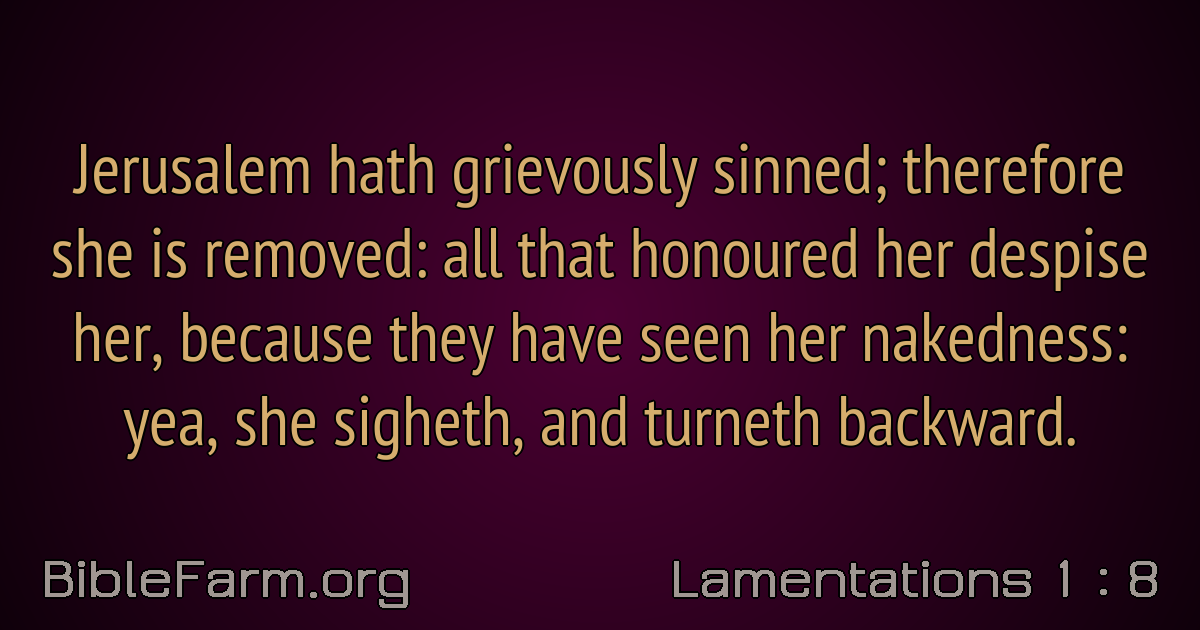 Jerusalem hath grievously sinned; therefore
she is removed: all that honoured her despise
her, because they have seen her nakedness:
yea, she sigheth, and turneth backward.
BibleFarm.org
Lamentations 1 : 8